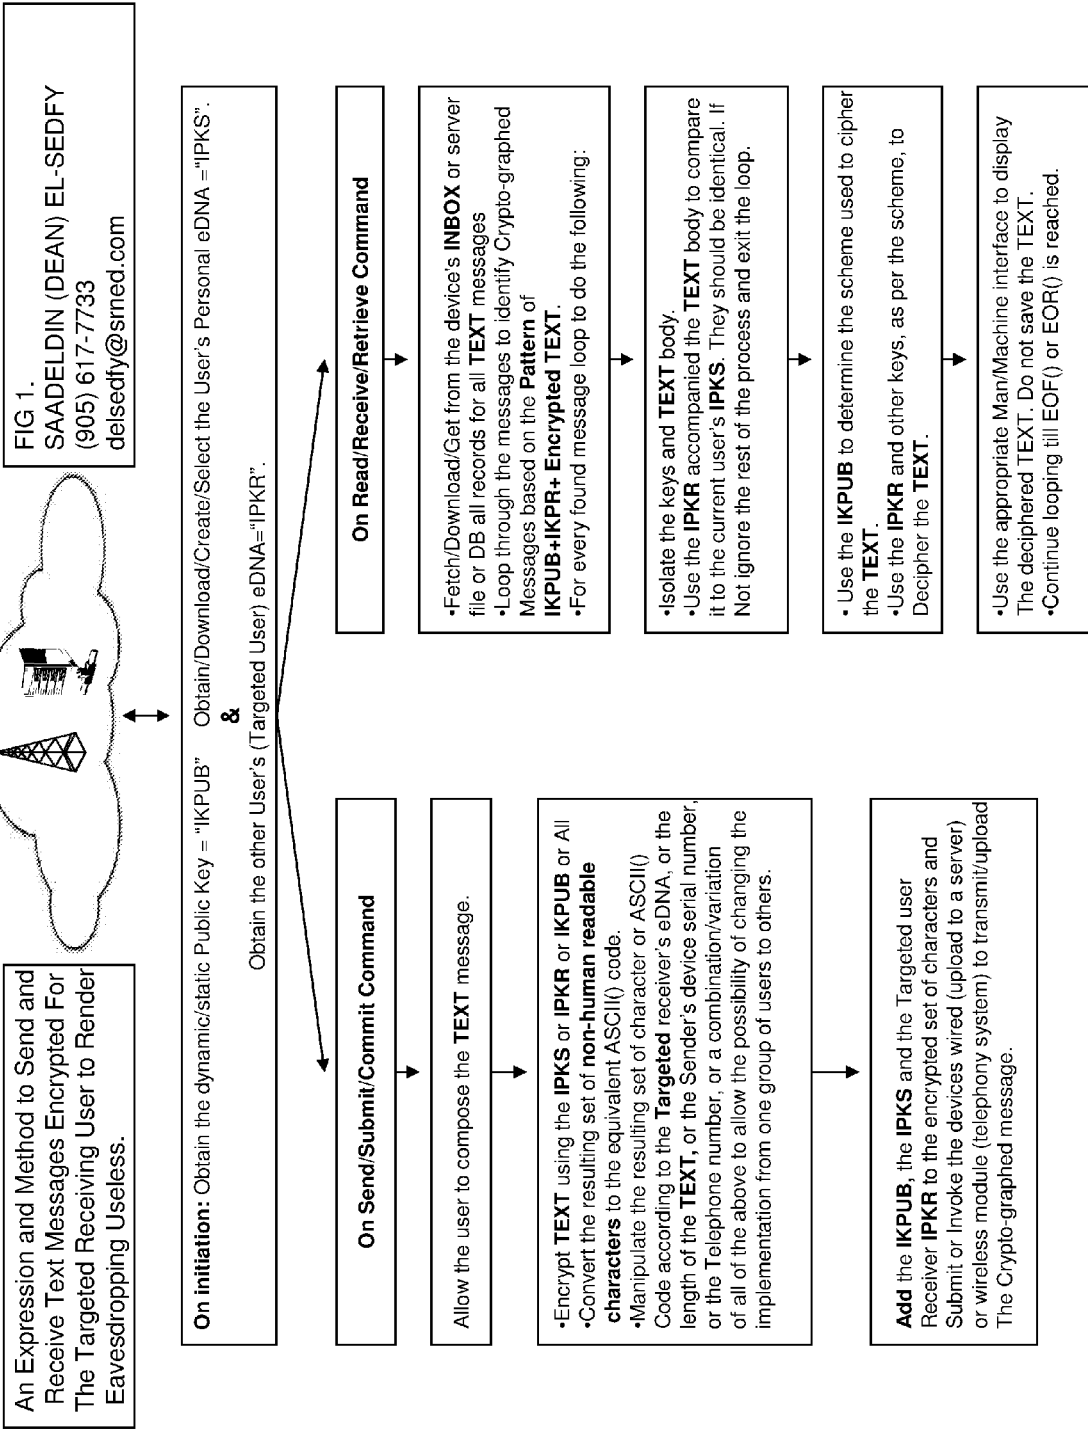 An Expression and Method to Send and
Receive Text Messages Encrypted For
The Targeted Receiving User to Render
Eavesdropping Useless.
FIG 1.
SAADELDIN (DEAN) EL-SEDFY
(905) 617-7733
delsedfy@srned.com
On initiation: Obtain the dynamic/static Public Key = "IKPUB" Obtain/Download/Create/Select the User's Personal eDNA ="IPKS".
&
Obtain the other User's (Targeted User) eDNA="IPKR".
On Send/Submit/Commit Command
Allow the user to compose the TEXT message.
•Encrypt TEXT using the IPKS or IPKR or IKPUB or All
•Convert the resulting set of non-human readable
characters to the equivalent ASCII() code.
•Manipulate the resulting set of character or ASCII()
Code according to the Targeted receiver's eDNA, or the
length of the TEXT, or the Sender's device serial number,
or the Telephone number, or a combination/variation
of all of the above to allow the possibility of changing the
implementation from one group of users to others.
Add the IKPUB, the IPKS and the Targeted user
Receiver IPKR to the encrypted set of characters and
Submit or Invoke the devices wired (upload to a server)
or wireless module (telephony system) to transmit/upload
The Crypto-graphed message.
On Read/Receive/Retrieve Command
•Fetch/Download/Get from the device's INBOX or server
file or DB all records for all TEXT messages
•Loop through the messages to identify Crypto-graphed
Messages based on the Pattern of
IKPUB+IKPR+ Encrypted TEXT.
•For every found message loop to do the following:
•Isolate the keys and TEXT body.
•Use the IPKR accompanied the TEXT body to compare
it to the current user's IPKS. They should be identical. If
Not ignore the rest of the process and exit the loop.
• Use the IKPUB to determine the scheme used to cipher
the TEXT.
•Use the IPKR and other keys, as per the scheme, to
Decipher the TEXT.
•Use the appropriate Man/Machine interface to display
The deciphered TEXT. Do not save the TEXT.
•Continue looping till EOF() or EOR() is reached.